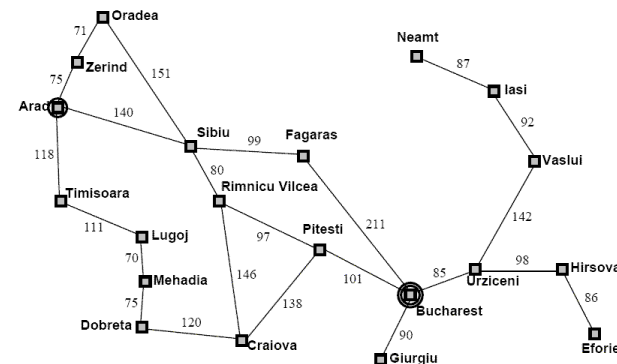 Oradea
71
Neamt
Zerind
87
75
151
Iasi
Arad
140
92
Sibiu
99
Fagaras
118
80
Vaslui
Timisoara
Rimnicu Vilcea
111
211
142
Lugoj
97
Pitesti
70
98
Hirsova
146
101
85
Mehadia
Urziceni
75
138
86
Bucharest
120
90
Dobreta
Craiova
Eforie
Giurgiu